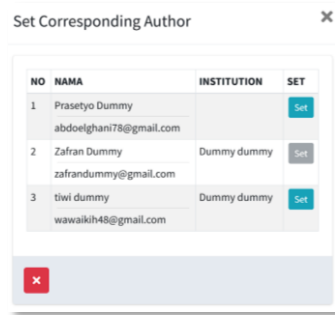 Set Corresponding Author ×
NO NAMA INSTITUTION SET
1 Prasetyo Dummy Set
abdoelghani78@gmail.com
2 Zafran Dummy Dummy dummy Set
zafrandummy@gmail.com
3 tiwi dummy Dummy dummy Set
wawaikih48@gmail.com
×